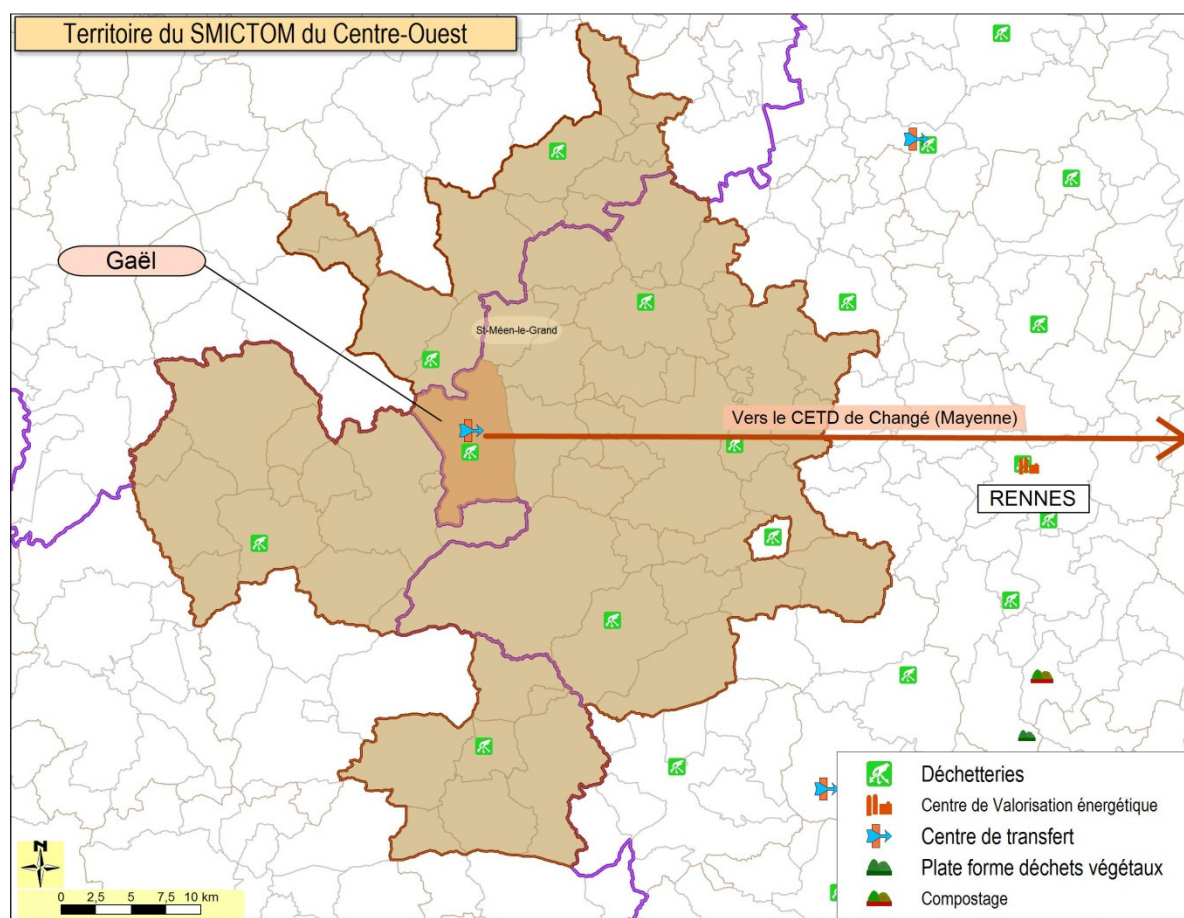 Territoire du SMICTOM du Centre-Ouest
Gaël
St-Méen-le-Grand
Vers le CETD de Changé (Mayenne)
RENNES
Déchetteries
Centre de Valorisation énergétique
Centre de transfert
Plate forme déchets végétaux
Compostage
N
0 2,5 5 7,5 10 km